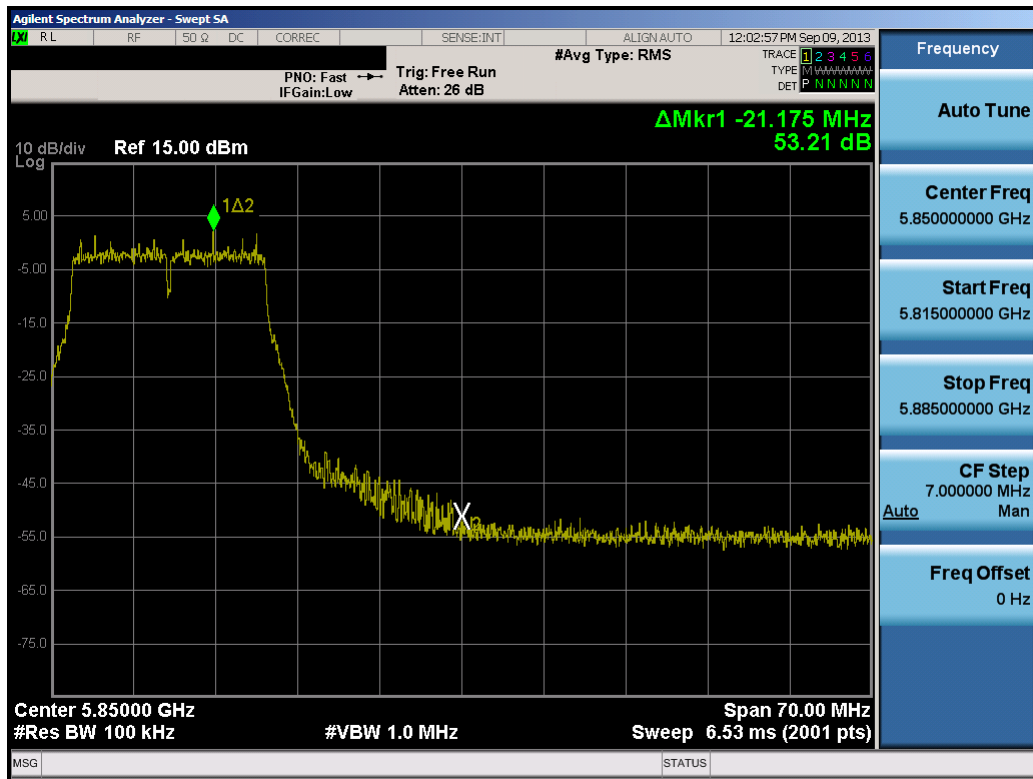 Agilent Spectrum Analyzer - Swept SA
LXI RL RF 50 Ω DC CORREC SENSE:INT ALIGN AUTO 12:02:57 PM Sep 09, 2013
#Avg Type: RMS TRACE 1 2 3 4 5 6
PNO: Fast Trig: Free Run TYPE M W W W W W
IFGain:Low Atten: 26 dB DET P N N N N N
ΔMkr1 -21.175 MHz
53.21 dB
10 dB/div Ref 15.00 dBm
Log
1Δ2
5.00
-5.00
-15.0
-25.0
-35.0
-45.0
-55.0
-65.0
-75.0
X2
Center 5.85000 GHz Span 70.00 MHz
#Res BW 100 kHz #VBW 1.0 MHz Sweep 6.53 ms (2001 pts)
MSG STATUS
Frequency
Auto Tune
Center Freq
5.850000000 GHz
Start Freq
5.815000000 GHz
Stop Freq
5.885000000 GHz
CF Step
7.000000 MHz
Auto Man
Freq Offset
0 Hz